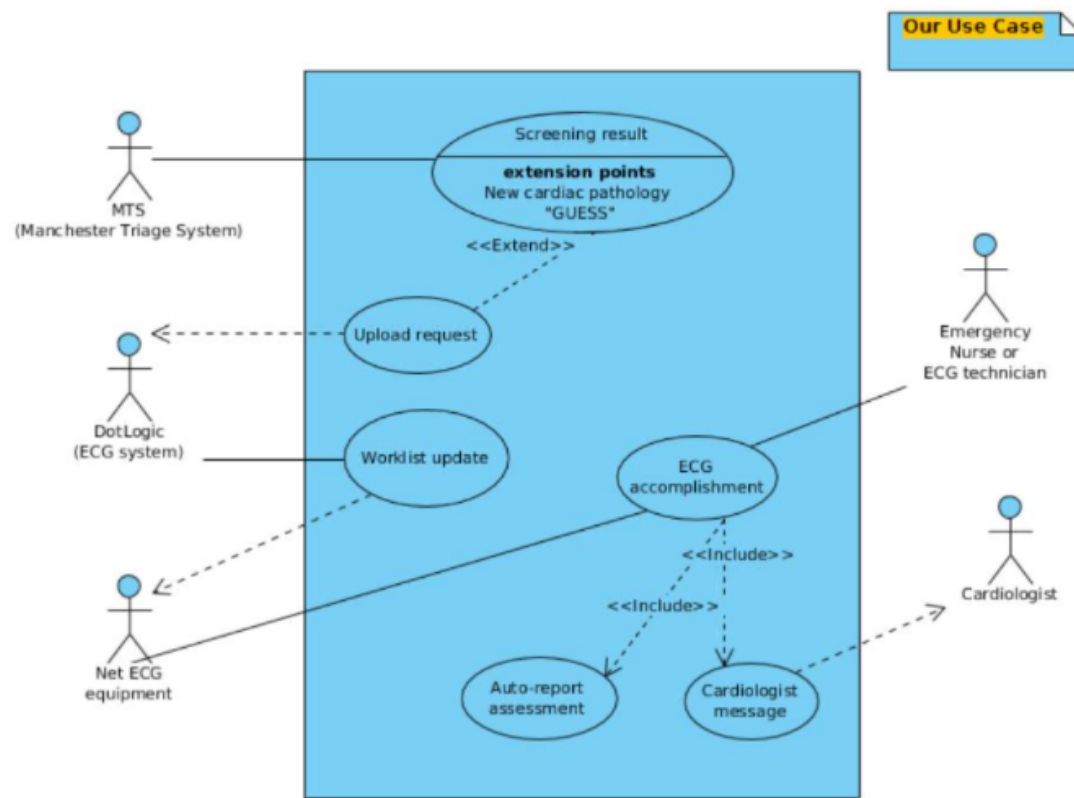 Our Use Case
Screening result
extension points
New cardiac pathology
"GUESS"
MTS
(Manchester Triage System)
<<Extend>>
Upload request
Emergency
Nurse or
ECG technician
DotLogic
(ECG system)
Worklist update
ECG
accomplishment
<<Include>>
<<Include>>
Cardiologist
Net ECG
equipment
Auto-report
assessment
Cardiologist
message